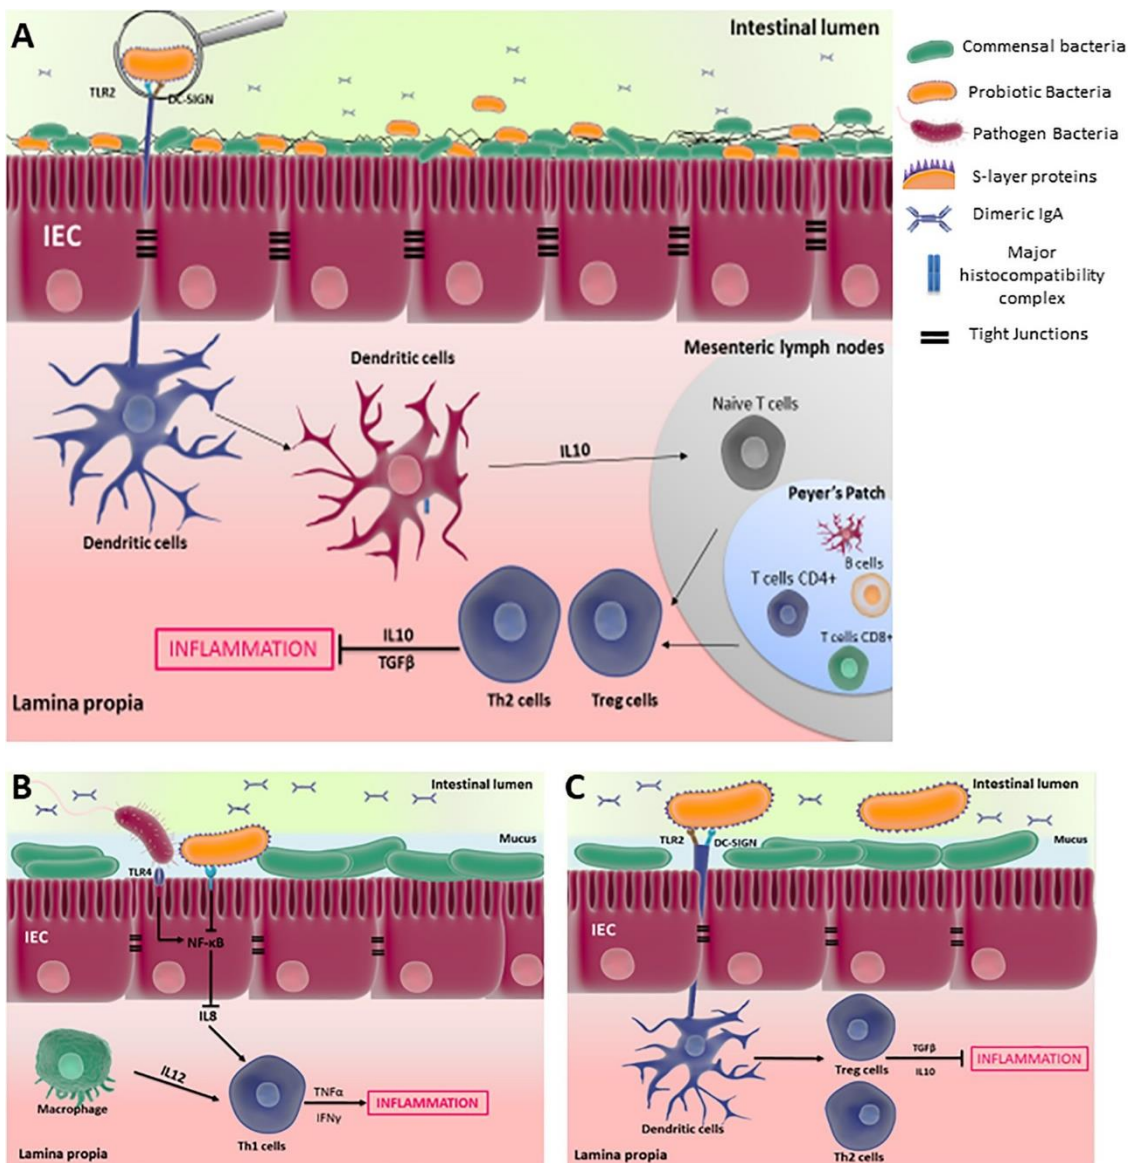 A
Intestinal lumen
TLR2
DC-SIGN
IEC
Dendritic cells
Dendritic cells
IL10
Mesenteric lymph nodes
Naive T cells
Peyer's Patch
B cells
T cells CD4+
T cells CD8+
INFLAMMATION
IL10
TGFβ
Th2 cells
Treg cells
Lamina propia
Commensal bacteria
Probiotic Bacteria
Pathogen Bacteria
S-layer proteins
Dimeric IgA
Major
histocompatibility
complex
Tight Junctions
B
Intestinal lumen
Mucus
TLR4
IEC
NF-κB
IL8
IL12
Macrophage
Th1 cells
TNFα
IFNγ
INFLAMMATION
Lamina propia
C
Intestinal lumen
TLR2
DC-SIGN
Mucus
IEC
Dendritic cells
Treg cells
TGFβ
IL10
INFLAMMATION
Th2 cells
Lamina propia